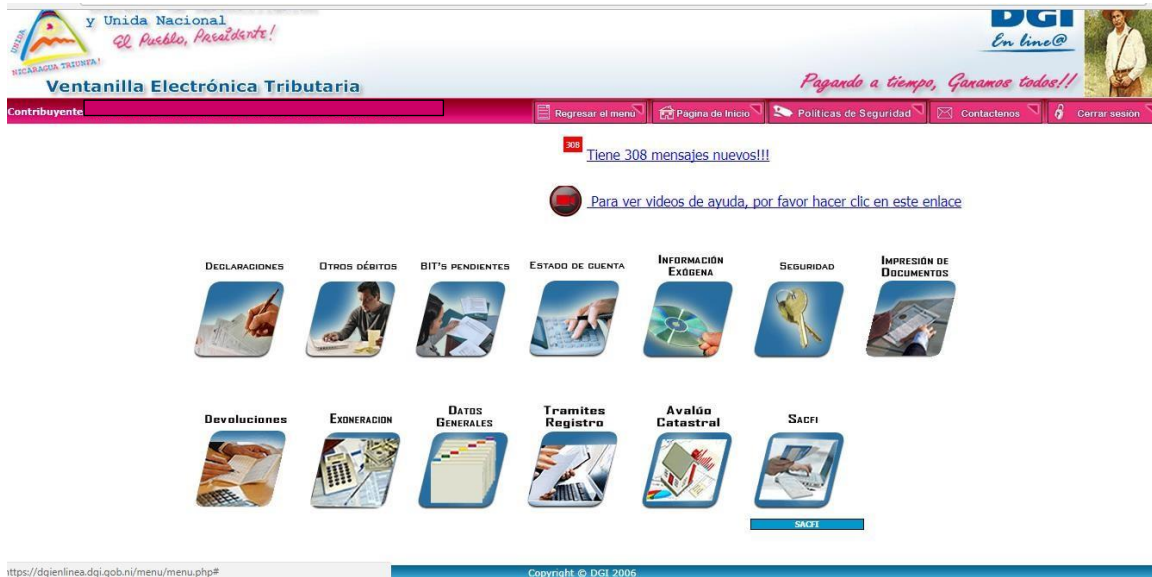 y Unida Nacional
El Pueblo, Presidente!
UNIDA
NICARAGUA TRIUNFA!
Ventanilla Electrónica Tributaria
DGI
En line@
Pagando a tiempo, Ganamos todos!!
Contribuyente
Regresar el menu
Página de Inicio
Políticas de Seguridad
Contactenos
Cerrar sesión
308
Tiene 308 mensajes nuevos!!!
Para ver videos de ayuda, por favor hacer clic en este enlace
Declaraciones
Otros débitos
BIT's pendientes
Estado de cuenta
Información
Exógena
Seguridad
Impresión de
Documentos
Devoluciones
Exoneracion
Datos
Generales
Tramites
Registro
Avalúo
Catastral
Sacfi
SACFI
https://dgienlinea.dgi.gob.ni/menu/menu.php#
Copyright © DGI 2006